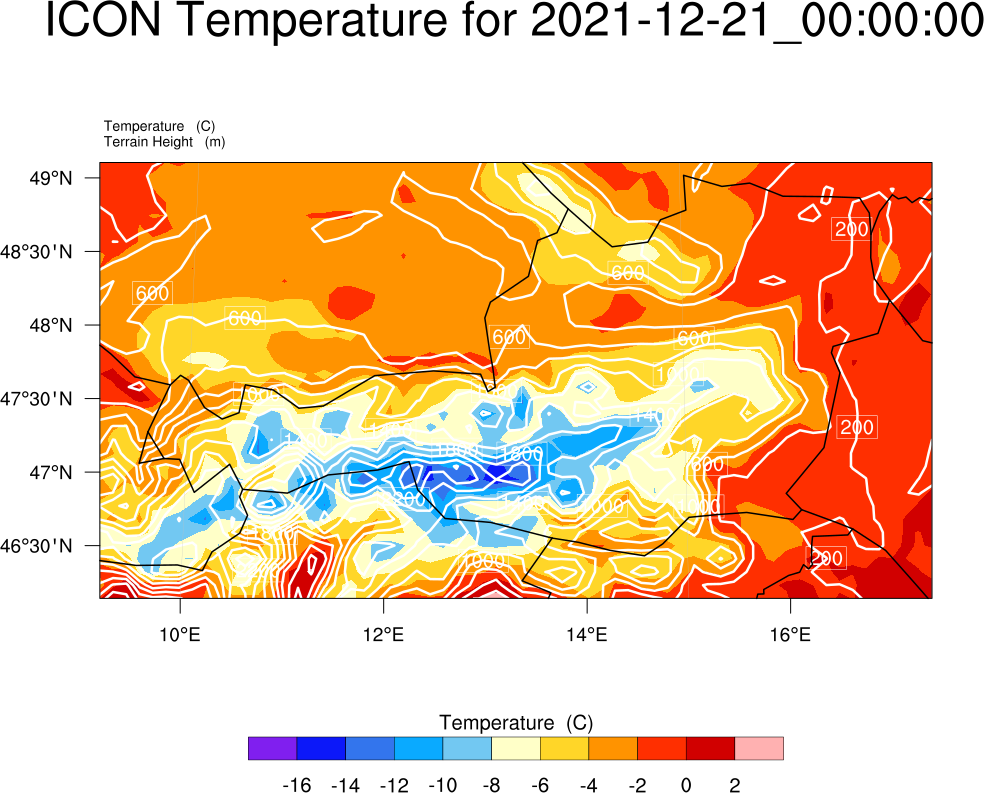 ICON Temperature for 2021-12-21_00:00:00
Temperature (C)
Terrain Height (m)
49°N
48°30'N
48°N
47°30'N
47°N
46°30'N
200
600
600
600
600
600
1800
200
600
200
1000
1000
200
10°E
12°E
14°E
16°E
Temperature (C)
-16 -14 -12 -10 -8 -6 -4 -2 0 2